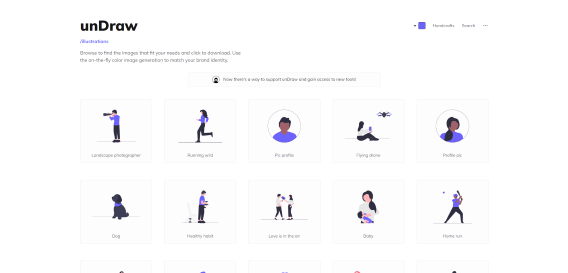 unDraw
Handcrafts Search
/illustrations
Browse to find the images that fit your needs and click to download. Use
the on-the-fly color image generation to match your brand identity.
Now there's a way to support unDraw and gain access to new tools!
Landscape photographer
Running wild
Pic profile
Flying drone
Profile pic
Dog
Healthy habit
Love is in the air
Baby
Home run